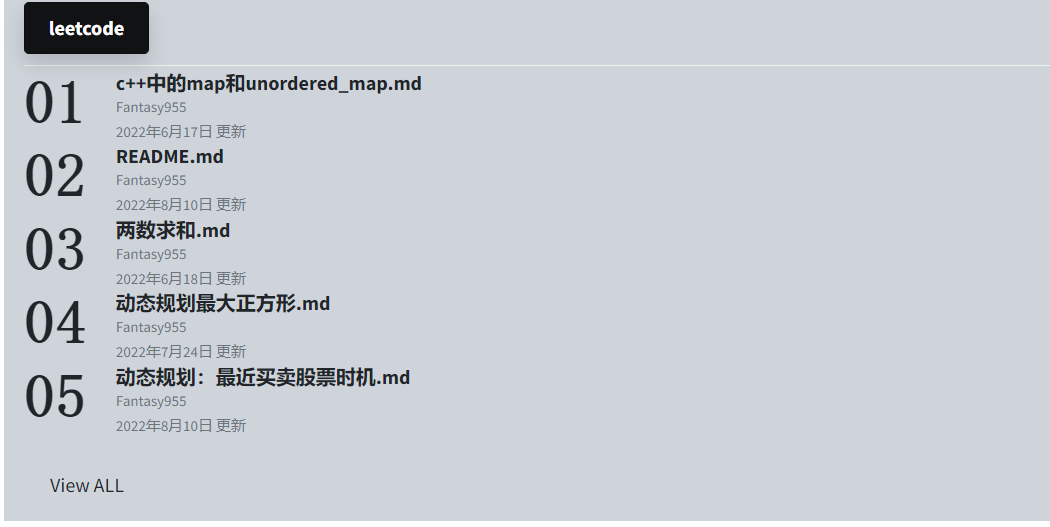 leetcode
01
c++中的map和unordered_map.md
Fantasy955
2022年6月17日 更新
02
README.md
Fantasy955
2022年8月10日 更新
03
两数求和.md
Fantasy955
2022年6月18日 更新
04
动态规划最大正方形.md
Fantasy955
2022年7月24日 更新
05
动态规划：最近买卖股票时机.md
Fantasy955
2022年8月10日 更新
View ALL